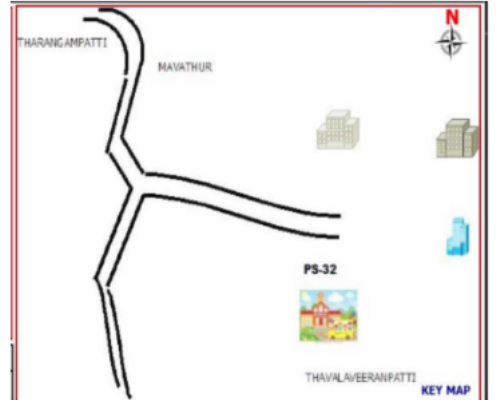 N
THARANGAMPATTI
MAVATHUR
PS-32
THAVALAVEERANPATTI
KEY MAP